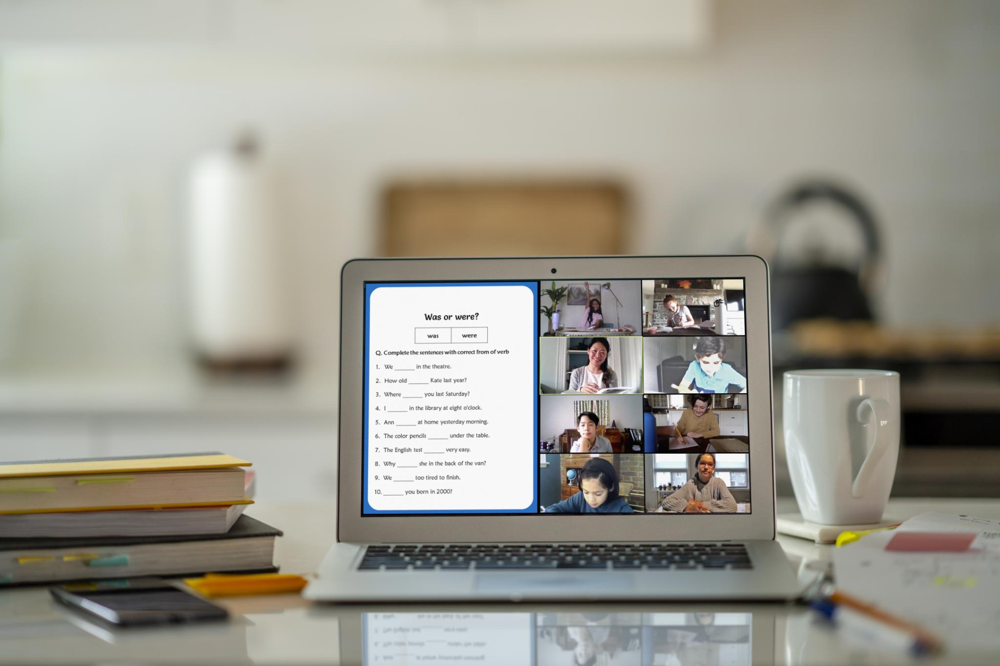 Was or were?
was were
Q. Complete the sentences with correct from of verb
1. We ______ in the theatre.
2. How old ______ Kate last year?
3. Where ______ you last Saturday?
4. I ______ in the library at eight o'clock.
5. Ann ______ at home yesterday morning.
6. The color pencils ______ under the table.
7. The English test ______ very easy.
8. Why ______ she in the back of the van?
9. We ______ too tired to finish.
10. ______ you born in 2000?